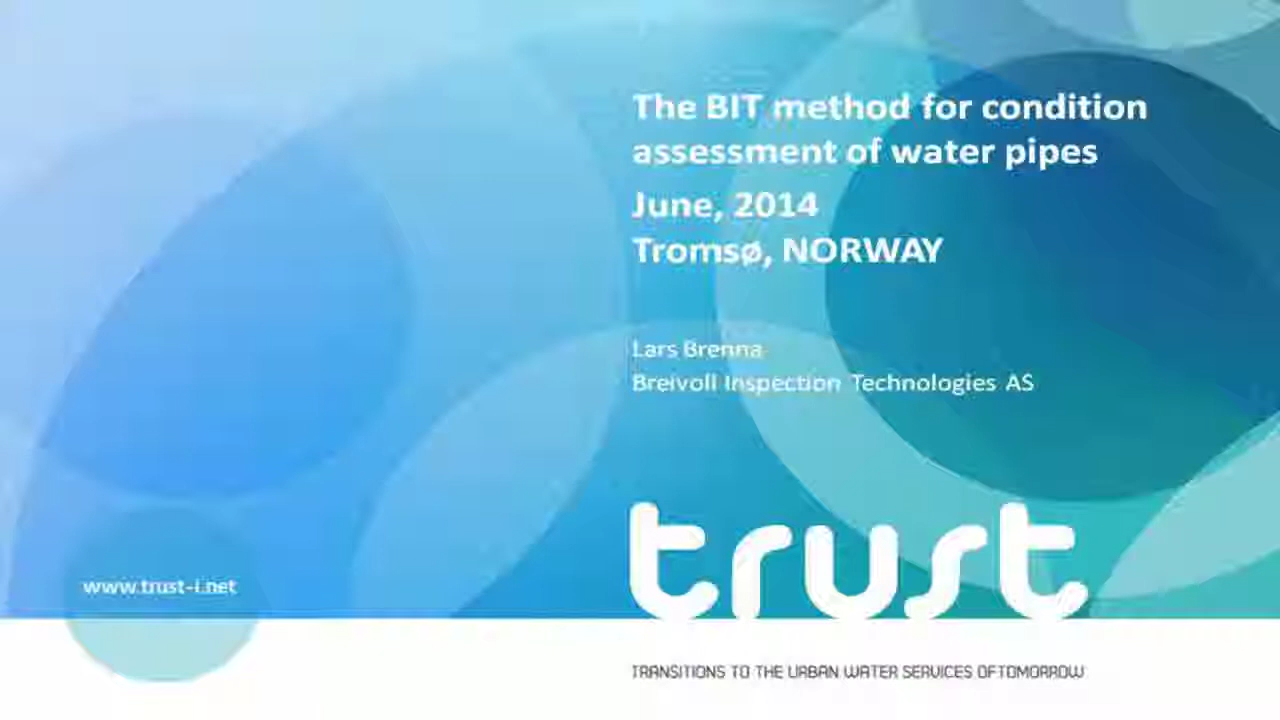 The BIT method for condition
assessment of water pipes
June, 2014
Tromsø, NORWAY
Lars Brenna
Breivoll Inspection Technologies AS
trust
www.trust-i.net
TRANSITIONS TO THE URBAN WATER SERVICES OF TOMORROW